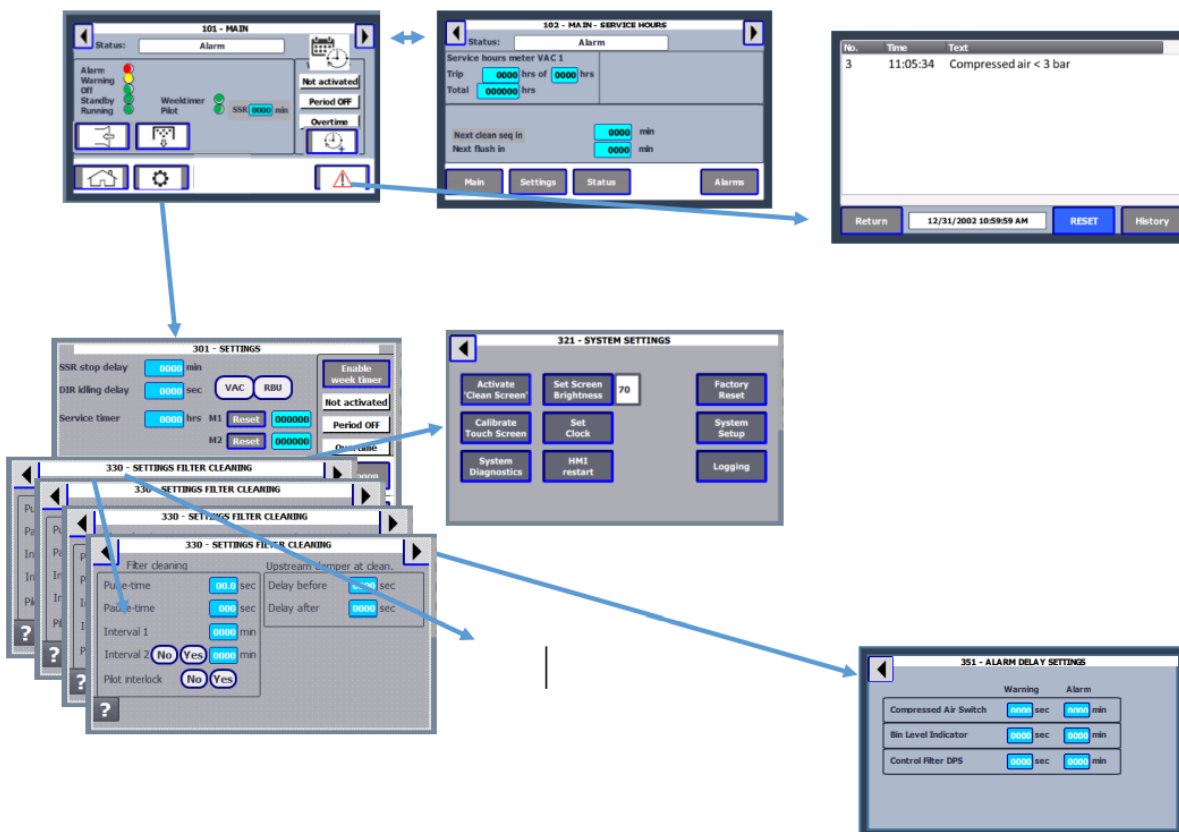 101 - MAIN
Status: Alarm
Alarm
Warning
Off
Standby
Running
Weektimer
Pilot
SSR 0000 min
Not activated
Period OFF
Overtime
102 - MAIN - SERVICE HOURS
Status: Alarm
Service hours meter VAC 1
Trip 0000 hrs of 0000 hrs
Total 000000 hrs
Next clean seq in 0000 min
Next flush in 0000 min
Main Settings Status Alarms
No. Time Text
3 11:05:34 Compressed air < 3 bar
Return 12/31/2002 10:59:59 AM RESET History
301 - SETTINGS
SSR stop delay 0000 min
DIR idling delay 0000 sec VAC RBU
Service timer 0000 hrs M1 Reset 000000
M2 Reset 000000
Enable
week timer
Not activated
Period OFF
Overtime
321 - SYSTEM SETTINGS
Activate
'Clean Screen'
Set Screen
Brightness
70
Factory
Reset
Calibrate
Touch Screen
Set
Clock
System
Setup
System
Diagnostics
HMI
restart
Logging
330 - SETTINGS FILTER CLEANING
330 - SETTINGS FILTER CLEANING
330 - SETTINGS FILTER CLEANING
330 - SETTINGS FILTER CLEANING
Filter cleaning
Pulse-time 00.0 sec
Pause-time 000 sec
Interval 1 0000 min
Interval 2 No Yes 0000 min
Pilot interlock No Yes
?
Upstream damper at clean.
Delay before 0000 sec
Delay after 0000 sec
?
?
?
351 - ALARM DELAY SETTINGS
Warning Alarm
Compressed Air Switch 0000 sec 0000 min
Bin Level Indicator 0000 sec 0000 min
Control Filter DPS 0000 sec 0000 min